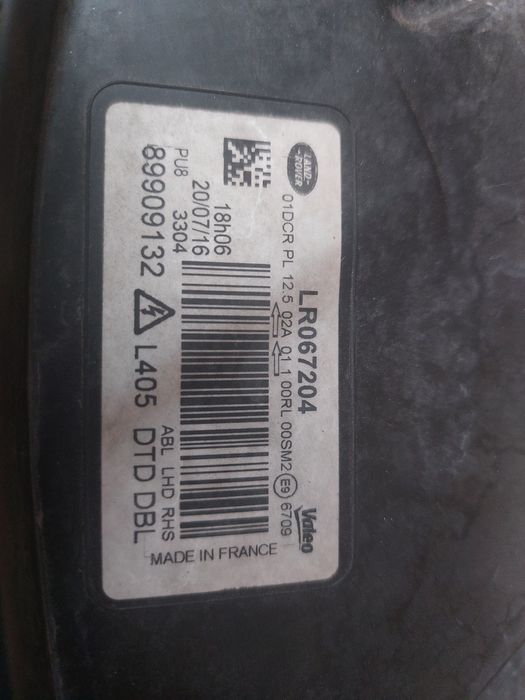 LAND
ROVER
LR067204
Valeo
01DCR PL 12.5 02A 01.1 00RL 00SM2 E9 6709
18h06
20/07/16
PU8 3304
MADE IN FRANCE
ABL LHD RHS
89909132 L405 DTD DBL